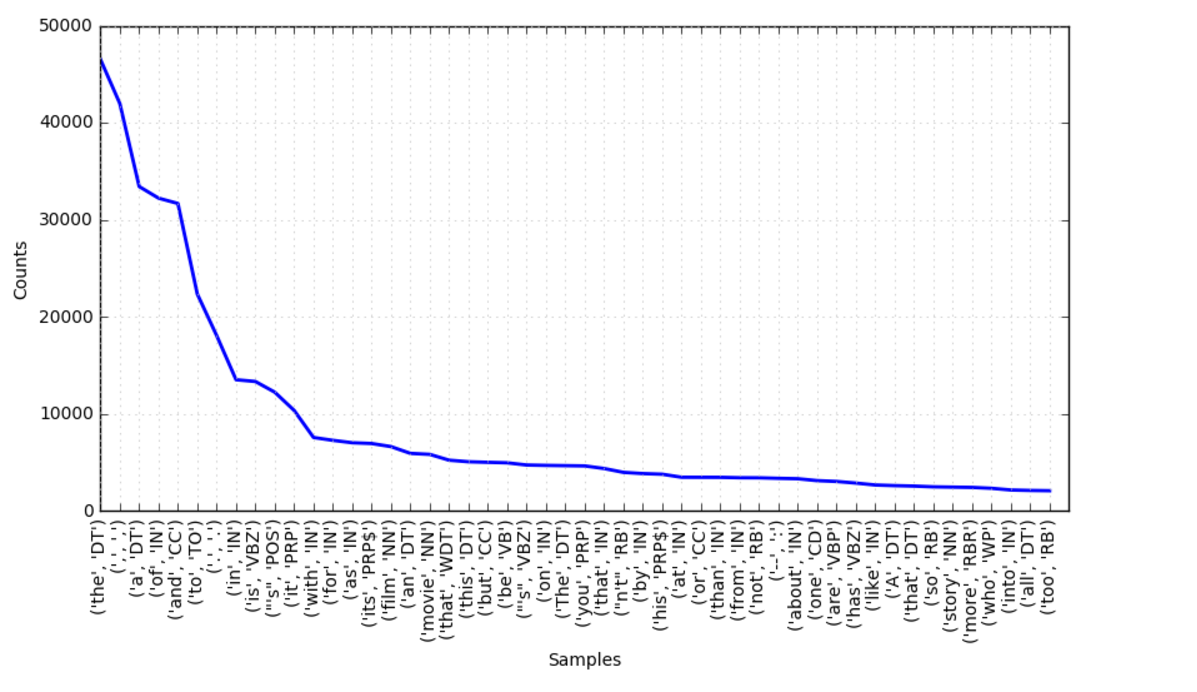 50000
40000
30000
20000
10000
0
Counts
('the', 'DT')
(',', ',')
('a', 'DT')
('of', 'IN')
('and', 'CC')
('to', 'TO')
('.', '.')
('in', 'IN')
('is', 'VBZ')
("'s", 'POS')
('it', 'PRP')
('with', 'IN')
('for', 'IN')
('as', 'IN')
('its', 'PRP$')
('film', 'NN')
('an', 'DT')
('movie', 'NN')
('that', 'WDT')
('this', 'DT')
('but', 'CC')
('be', 'VB')
("'s", 'VBZ')
('on', 'IN')
('The', 'DT')
('you', 'PRP')
('that', 'IN')
("n't", 'RB')
('by', 'IN')
('his', 'PRP$')
('at', 'IN')
('or', 'CC')
('than', 'IN')
('from', 'IN')
('not', 'RB')
('--', ':')
('about', 'IN')
('one', 'CD')
('are', 'VBP')
('has', 'VBZ')
('like', 'IN')
('A', 'DT')
('that', 'DT')
('so', 'RB')
('story', 'NN')
('more', 'RBR')
('who', 'WP')
('into', 'IN')
('all', 'DT')
('too', 'RB')
Samples